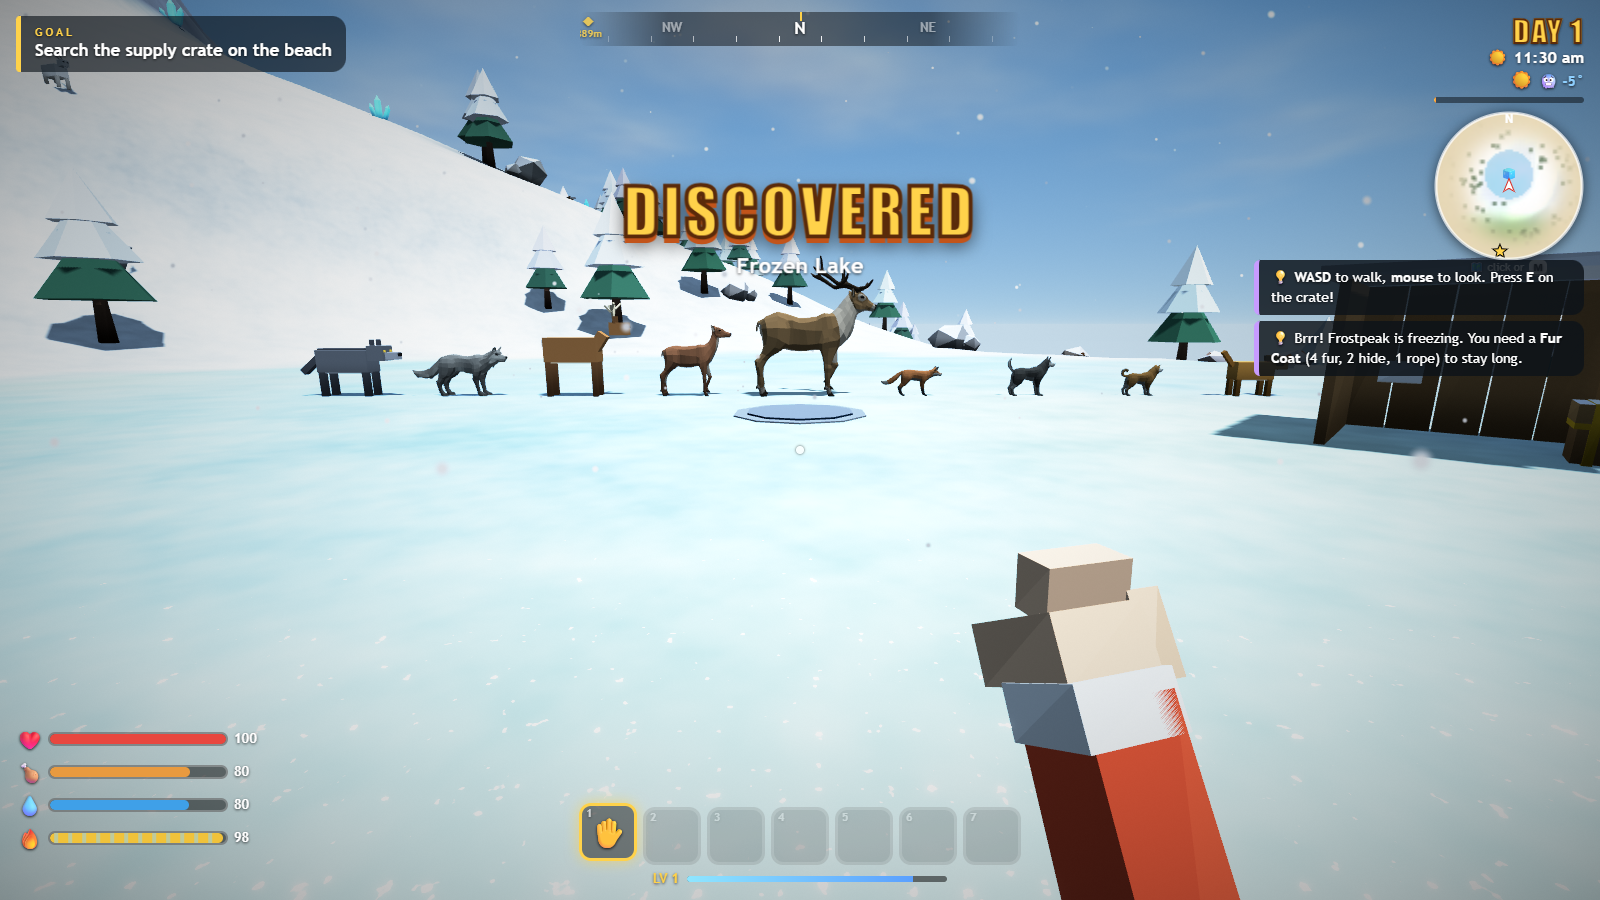 GOAL
Search the supply crate on the beach
89m
NW
N
NE
DAY 1
11:30 am
-5°
N
DISCOVERED
Frozen Lake
WASD to walk, mouse to look. Press E on
the crate!
Brrr! Frostpeak is freezing. You need a Fur
Coat (4 fur, 2 hide, 1 rope) to stay long.
100
80
80
98
1
2
3
4
5
6
7
LV 1